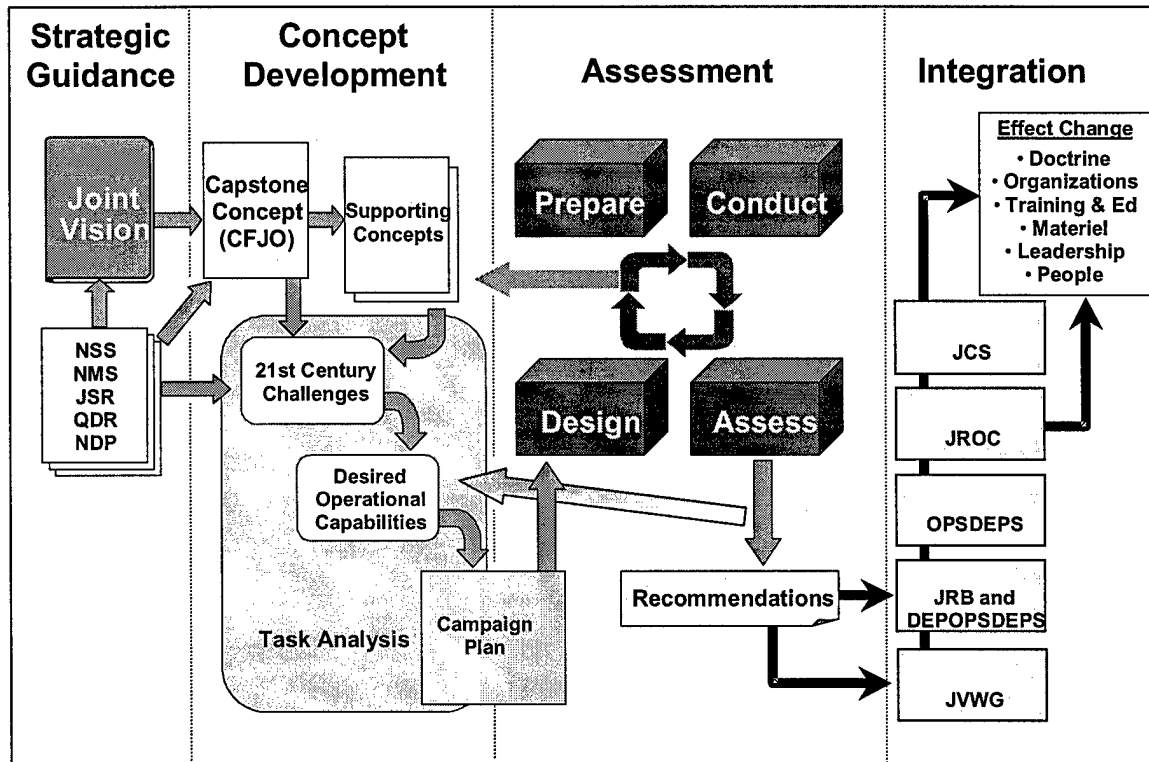 Strategic
Guidance
Concept
Development
Assessment
Integration
Joint
Vision
NSS
NMS
JSR
QDR
NDP
Capstone
Concept
(CFJO)
Supporting
Concepts
21st Century
Challenges
Desired
Operational
Capabilities
Task Analysis
Campaign
Plan
Prepare
Conduct
Design
Assess
Recommendations
Effect Change
• Doctrine
• Organizations
• Training & Ed
• Materiel
• Leadership
• People
JCS
JROC
OPSDEPS
JRB and
DEPOPSDEPS
JVWG